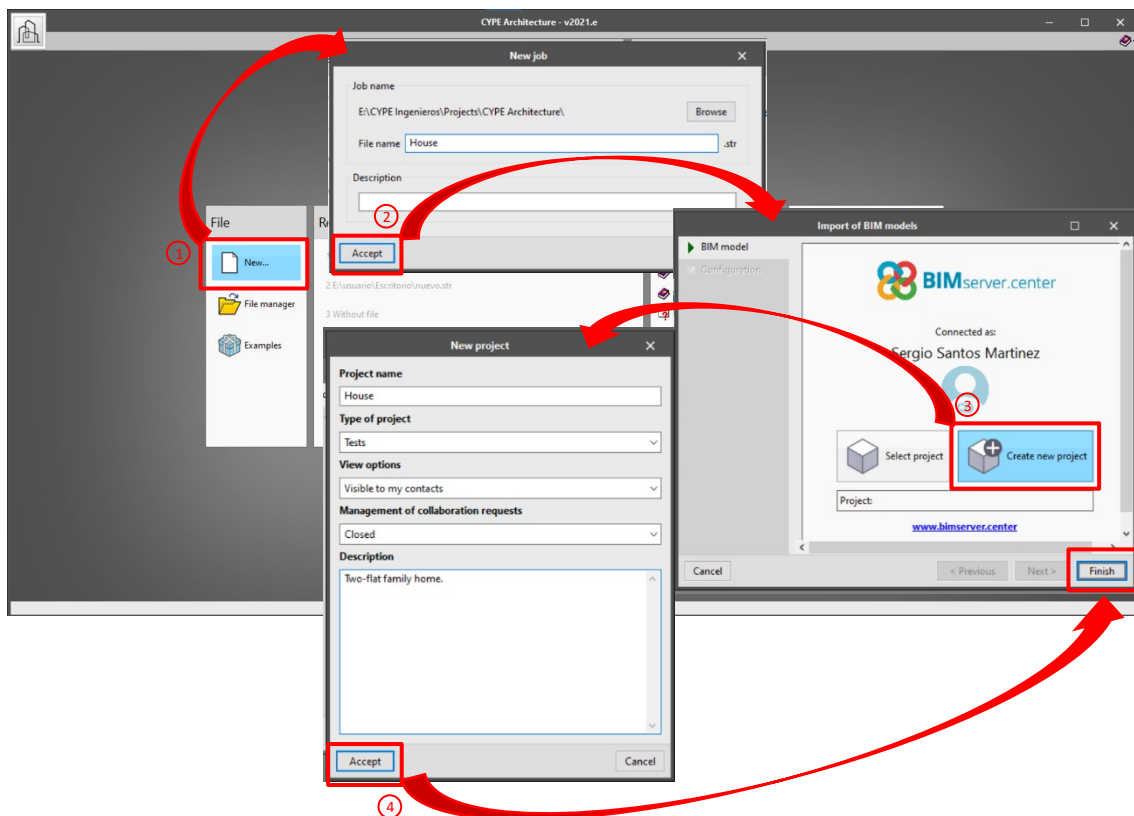 CYPE Architecture - v2021.e
New job
Job name
E:\CYPE Ingenieros\Projects\CYPE Architecture\
Browse
File name
House
.str
Description
2
Accept
File
1
New...
File manager
Examples
2 E:\usuario\Escritorio\nuevo.str
3 Without file
Import of BIM models
BIM model
Configuration
BIMserver.center
Connected as:
Sergio Santos Martinez
3
Select project
Create new project
Project:
www.bimserver.center
Cancel
< Previous
Next >
Finish
New project
Project name
House
Type of project
Tests
View options
Visible to my contacts
Management of collaboration requests
Closed
Description
Two-flat family home.
Accept
Cancel
4